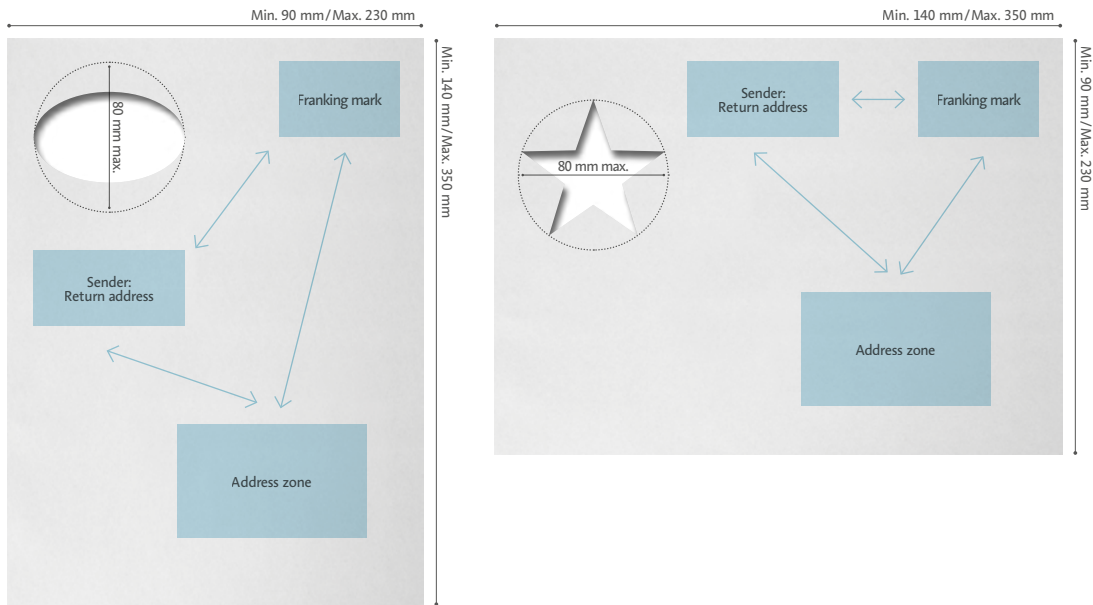 Min. 90 mm/Max. 230 mm
80 mm max.
Franking mark
Min. 140 mm/Max. 350 mm
Sender:
Return address
Address zone
Min. 140 mm/Max. 350 mm
Sender:
Return address
Franking mark
80 mm max.
Min. 90 mm/Max. 230 mm
Address zone